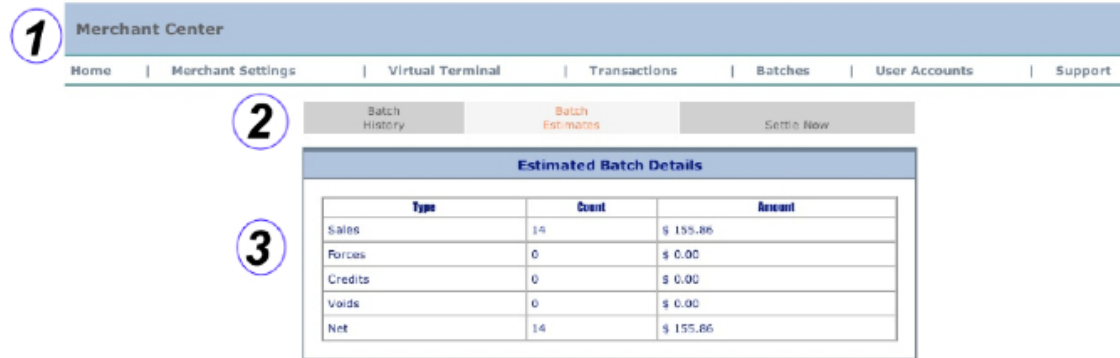 1 Merchant Center
Home | Merchant Settings | Virtual Terminal | Transactions | Batches | User Accounts | Support
2
Batch Batch
History Estimates Settle Now
Estimated Batch Details
Type Count Amount
Sales 14 $ 155.86
3
Forces 0 $ 0.00
Credits 0 $ 0.00
Voids 0 $ 0.00
Net 14 $ 155.86